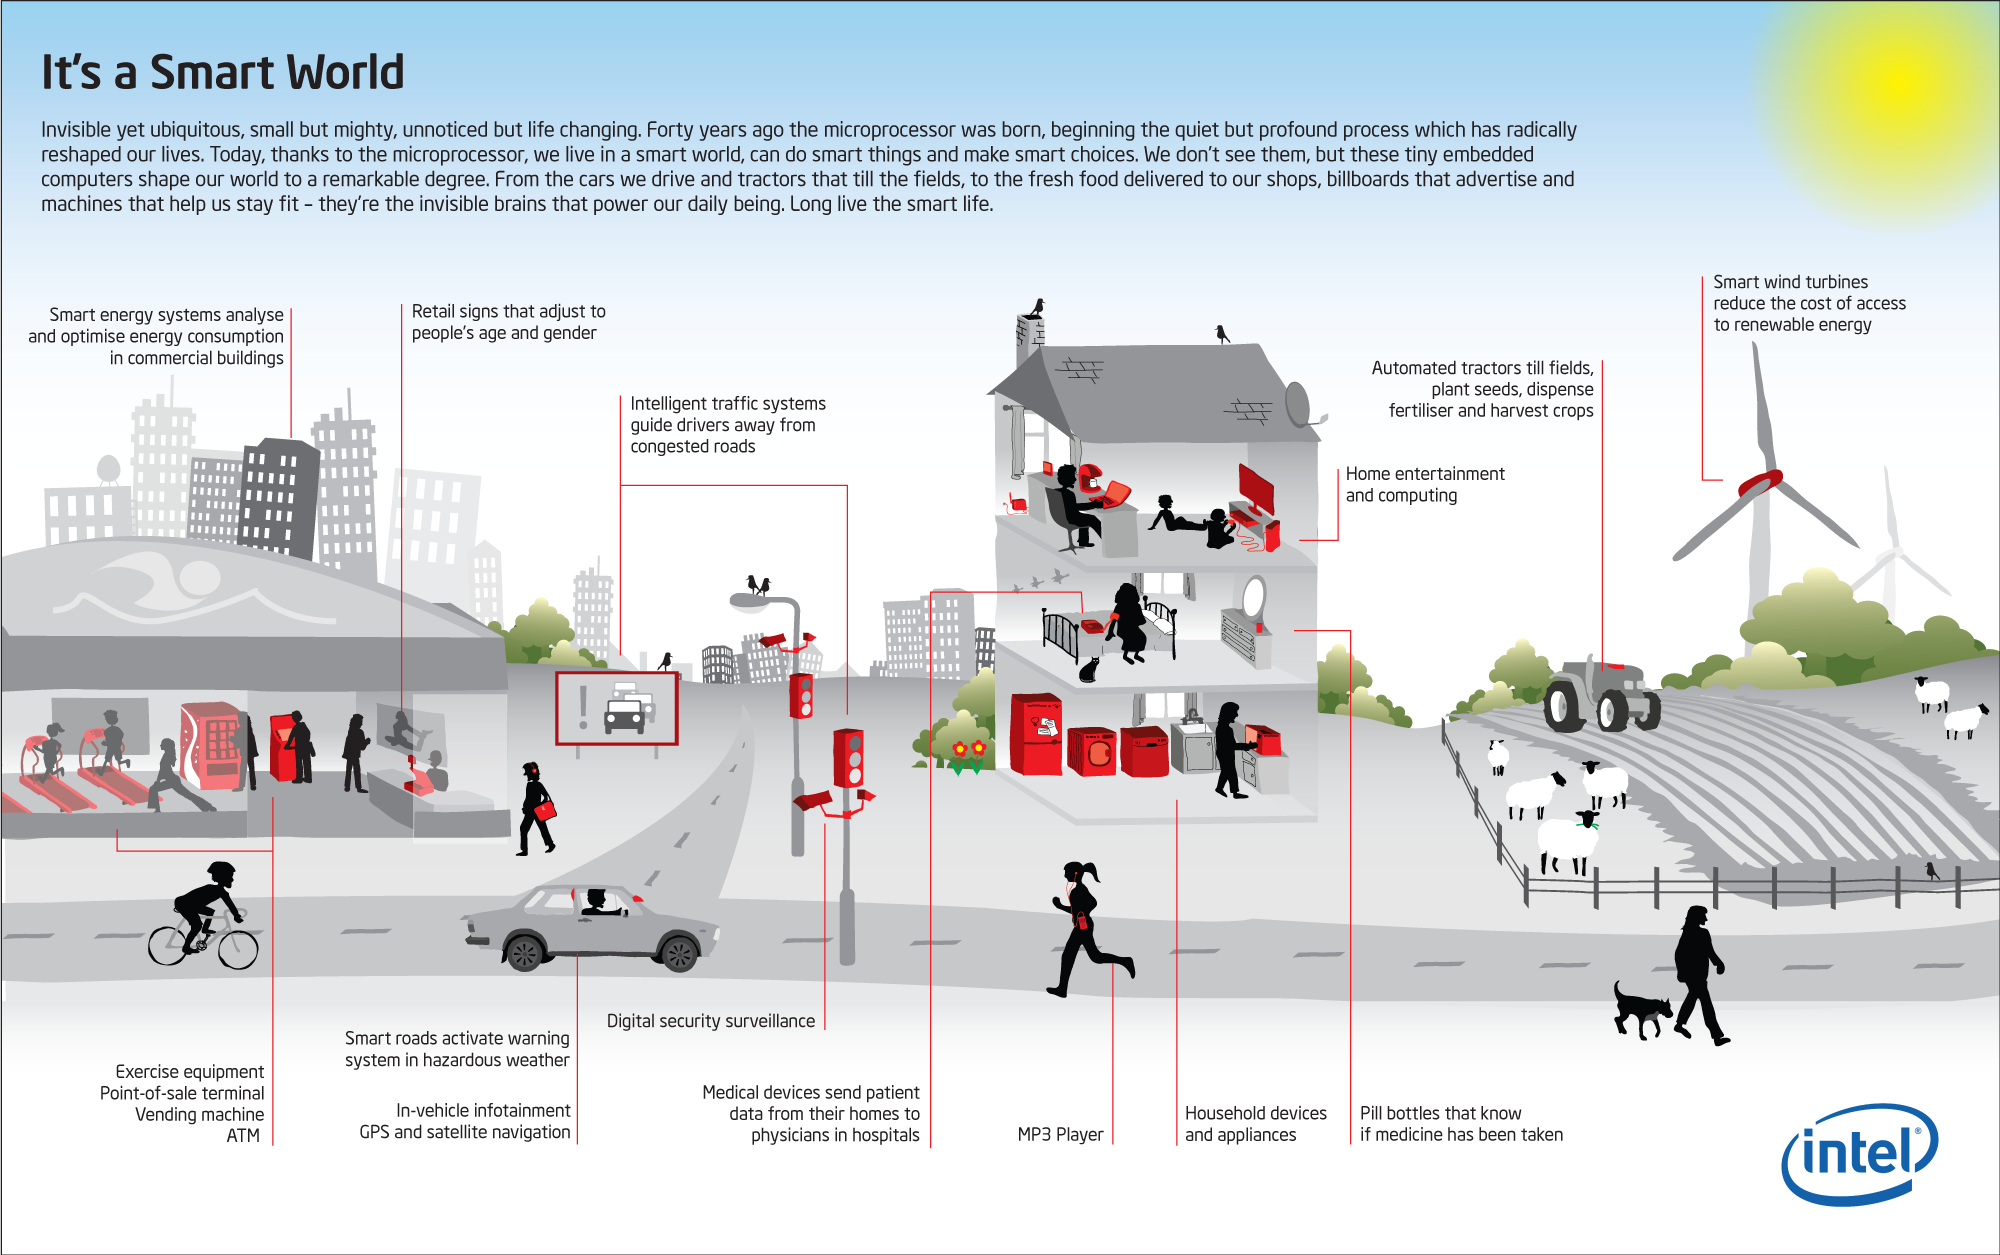 It's a Smart World
Invisible yet ubiquitous, small but mighty, unnoticed but life changing. Forty years ago the microprocessor was born, beginning the quiet but profound process which has radically
reshaped our lives. Today, thanks to the microprocessor, we live in a smart world, can do smart things and make smart choices. We don't see them, but these tiny embedded
computers shape our world to a remarkable degree. From the cars we drive and tractors that till the fields, to the fresh food delivered to our shops, billboards that advertise and
machines that help us stay fit – they're the invisible brains that power our daily being. Long live the smart life.
Smart energy systems analyse
and optimise energy consumption
in commercial buildings
Retail signs that adjust to
people's age and gender
Intelligent traffic systems
guide drivers away from
congested roads
Home entertainment
and computing
Automated tractors till fields,
plant seeds, dispense
fertiliser and harvest crops
Smart wind turbines
reduce the cost of access
to renewable energy
!
Exercise equipment
Point-of-sale terminal
Vending machine
ATM
Smart roads activate warning
system in hazardous weather
In-vehicle infotainment
GPS and satellite navigation
Digital security surveillance
Medical devices send patient
data from their homes to
physicians in hospitals
MP3 Player
Household devices
and appliances
Pill bottles that know
if medicine has been taken
intel®